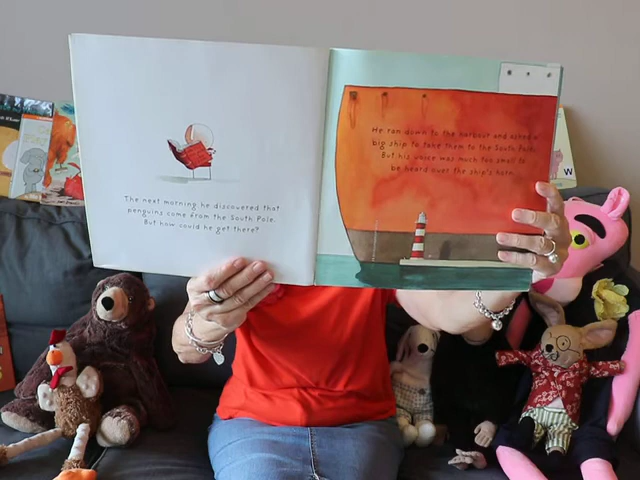 The next morning he discovered that
penguins come from the South Pole.
But how could he get there?
He ran down to the harbour and asked a
big ship to take them to the South Pole.
But his voice was much too small to
be heard over the ship's horn.
W